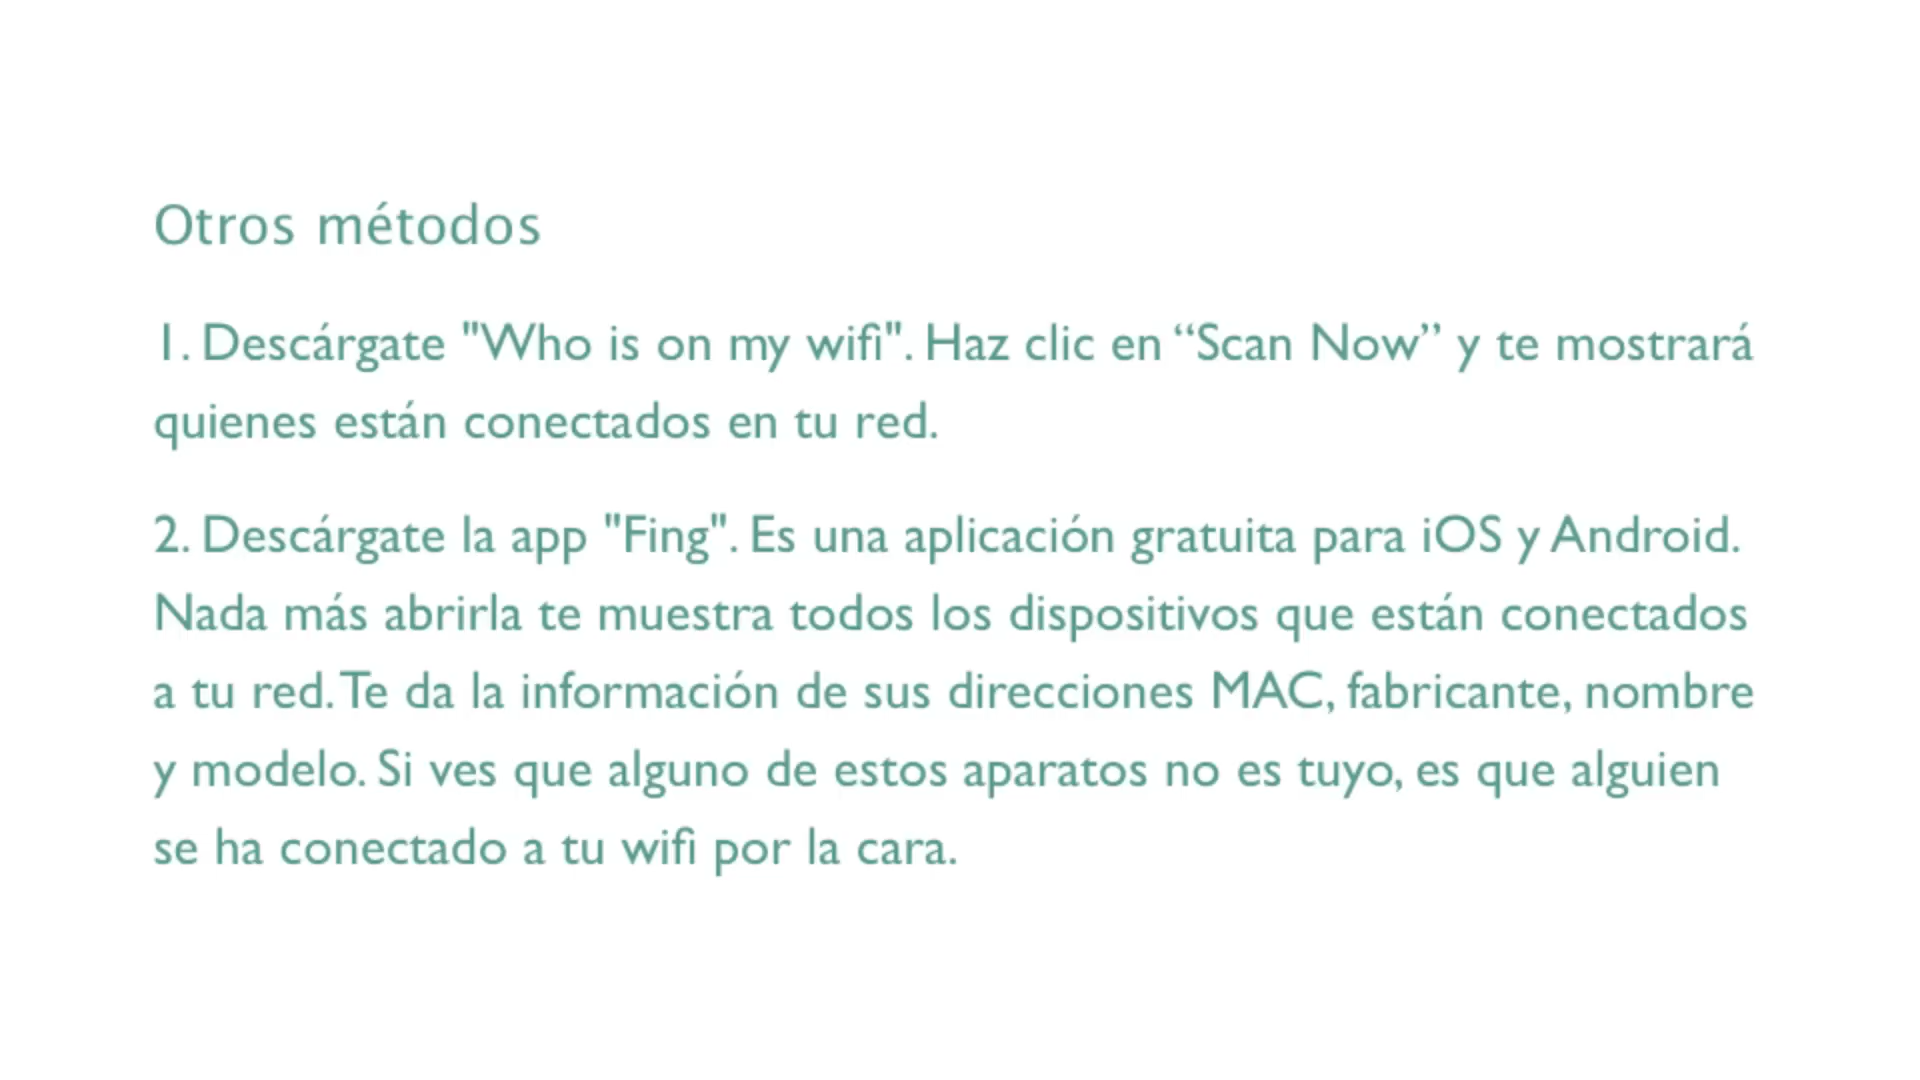 Otros métodos
1. Descárgate "Who is on my wifi". Haz clic en “Scan Now” y te mostrará
quienes están conectados en tu red.
2. Descárgate la app "Fing". Es una aplicación gratuita para iOS y Android.
Nada más abrirla te muestra todos los dispositivos que están conectados
a tu red. Te da la información de sus direcciones MAC, fabricante, nombre
y modelo. Si ves que alguno de estos aparatos no es tuyo, es que alguien
se ha conectado a tu wifi por la cara.